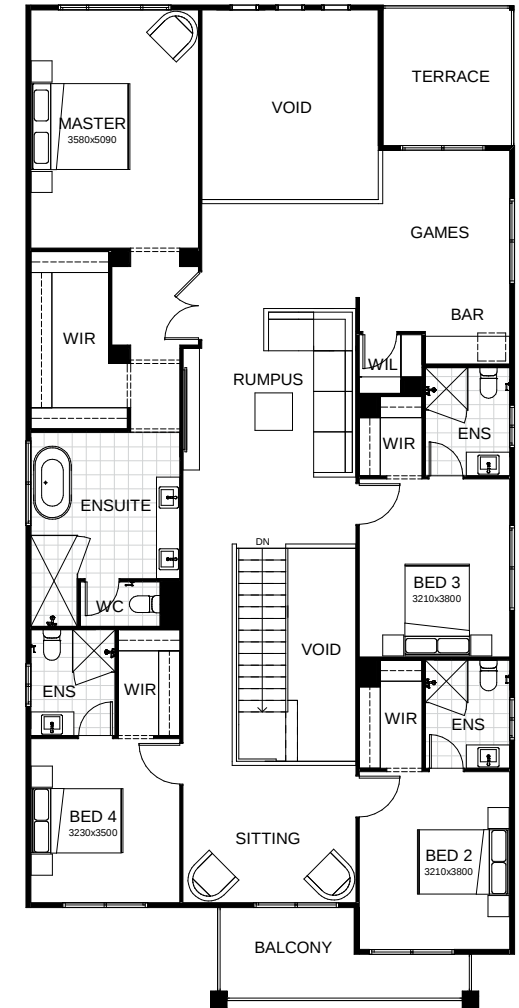 TERRACE
VOID
MASTER
3580x5090
GAMES
BAR
WIR
WIL
RUMPUS
ENS
WIR
ENSUITE
DN
BED 3
3210x3800
WC
VOID
ENS
WIR
WIR
ENS
BED 4
3230x3500
SITTING
BED 2
3210x3800
BALCONY